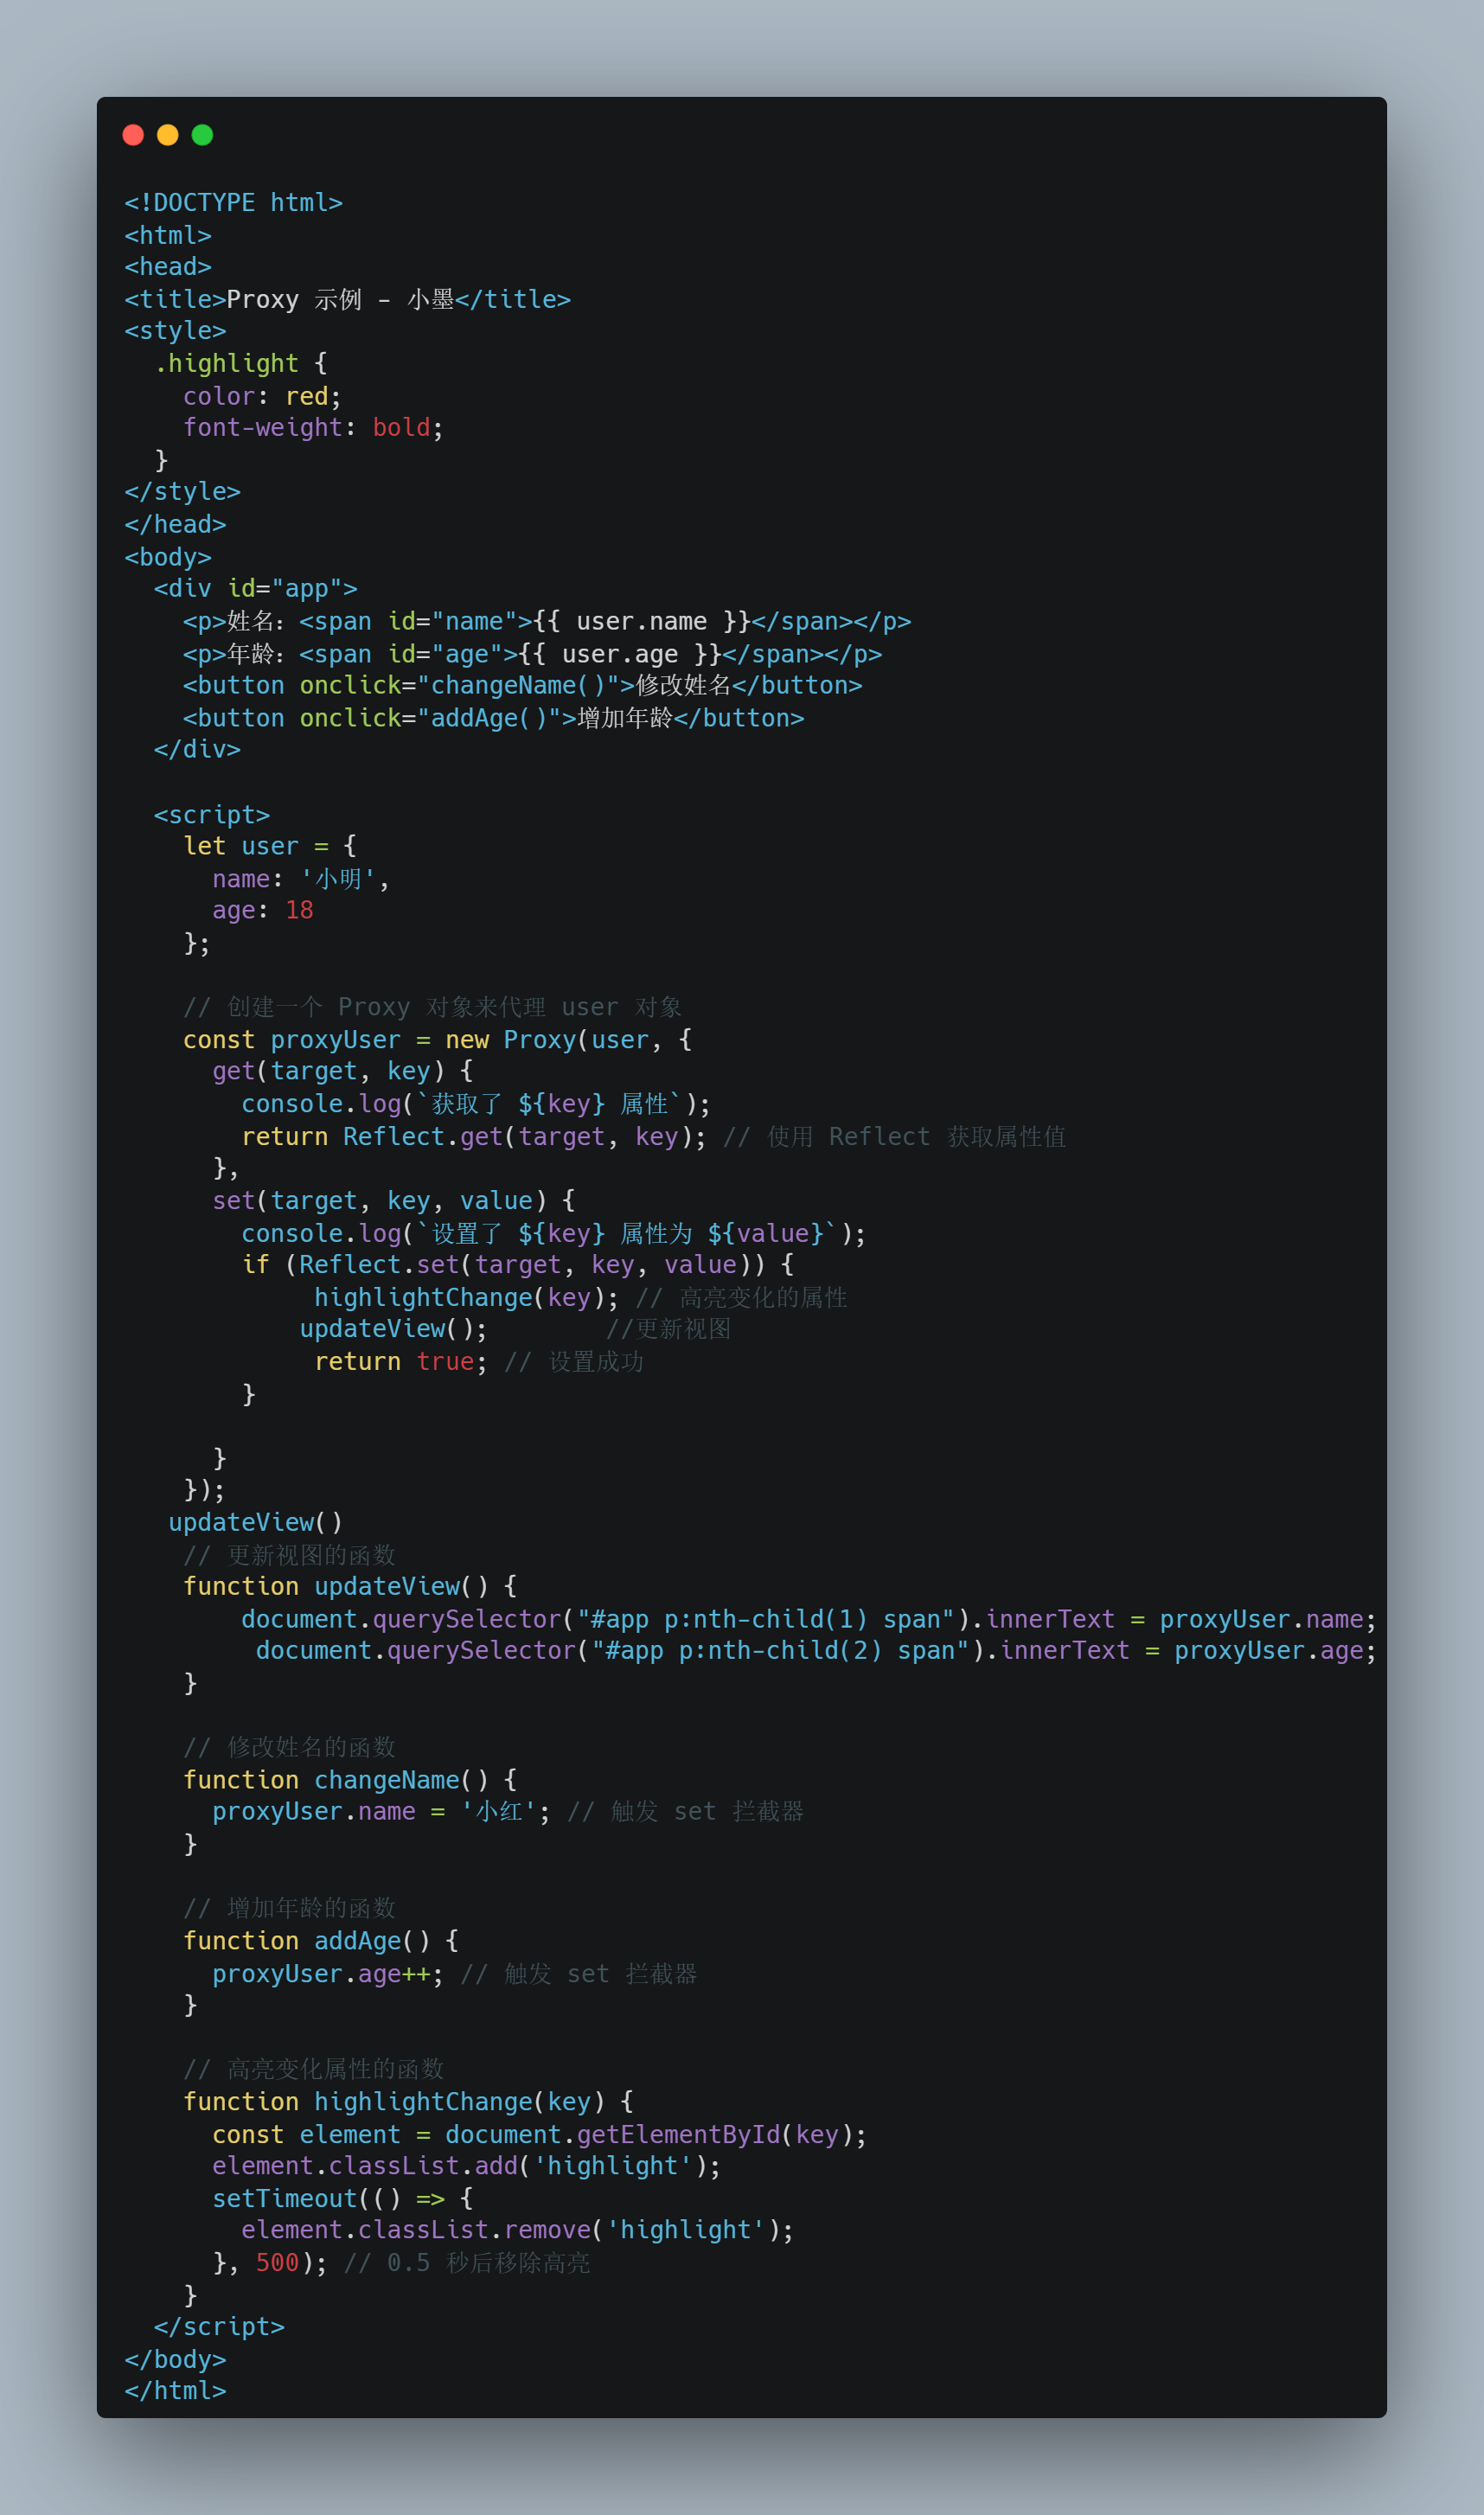 <!DOCTYPE html>
<html>
<head>
<title>Proxy 示例 - 小墨</title>
<style>
  .highlight {
    color: red;
    font-weight: bold;
  }
</style>
</head>
<body>
  <div id="app">
    <p>姓名：<span id="name">{{ user.name }}</span></p>
    <p>年龄：<span id="age">{{ user.age }}</span></p>
    <button onclick="changeName()">修改姓名</button>
    <button onclick="addAge()">增加年龄</button>
  </div>

  <script>
    let user = {
      name: '小明',
      age: 18
    };

    // 创建一个 Proxy 对象来代理 user 对象
    const proxyUser = new Proxy(user, {
      get(target, key) {
        console.log(`获取了 ${key} 属性`);
        return Reflect.get(target, key); // 使用 Reflect 获取属性值
      },
      set(target, key, value) {
        console.log(`设置了 ${key} 属性为 ${value}`);
        if (Reflect.set(target, key, value)) {
             highlightChange(key); // 高亮变化的属性
            updateView();        //更新视图
             return true; // 设置成功
        }

      }
    });
   updateView()
    // 更新视图的函数
    function updateView() {
        document.querySelector("#app p:nth-child(1) span").innerText = proxyUser.name;
         document.querySelector("#app p:nth-child(2) span").innerText = proxyUser.age;
    }

    // 修改姓名的函数
    function changeName() {
      proxyUser.name = '小红'; // 触发 set 拦截器
    }

    // 增加年龄的函数
    function addAge() {
      proxyUser.age++; // 触发 set 拦截器
    }

    // 高亮变化属性的函数
    function highlightChange(key) {
      const element = document.getElementById(key);
      element.classList.add('highlight');
      setTimeout(() => {
        element.classList.remove('highlight');
      }, 500); // 0.5 秒后移除高亮
    }
  </script>
</body>
</html>